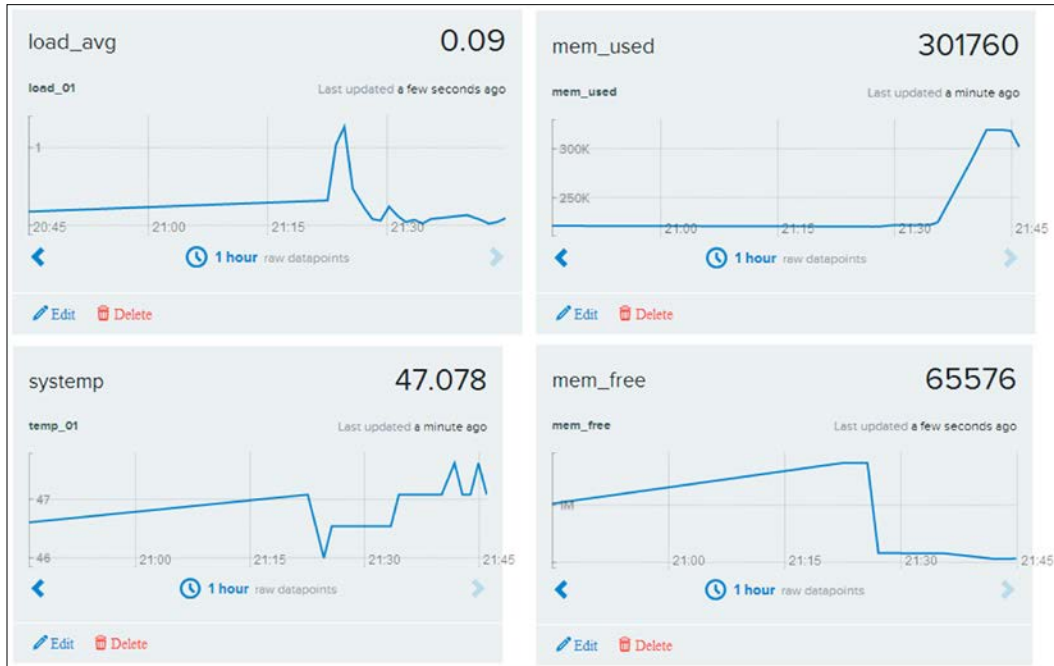 load_avg 0.09
load_01 Last updated a few seconds ago
1
20:45 21:00 21:15 21:30
1 hour raw datapoints
Edit Delete
mem_used 301760
mem_used Last updated a minute ago
300K
250K
21:00 21:15 21:30 21:45
1 hour raw datapoints
Edit Delete
systemp 47.078
temp_01 Last updated a minute ago
47
46 21:00 21:15 21:30 21:45
1 hour raw datapoints
Edit Delete
mem_free 65576
mem_free Last updated a few seconds ago
1M
21:00 21:15 21:30 21:45
1 hour raw datapoints
Edit Delete